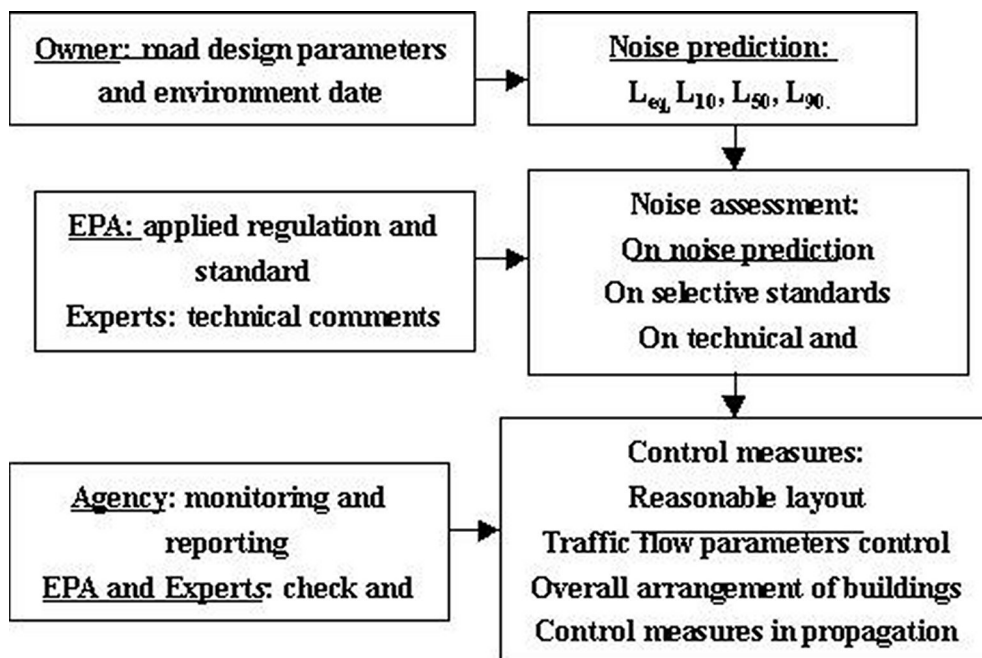 Owner: road design parameters
and environment date
Noise prediction:
Leq, L10, L50, L90.
EPA: applied regulation and
standard
Experts: technical comments
Noise assessment:
On noise prediction
On selective standards
On technical and
Agency: monitoring and
reporting
EPA and Experts: check and
Control measures:
Reasonable layout
Traffic flow parameters control
Overall arrangement of buildings
Control measures in propagation